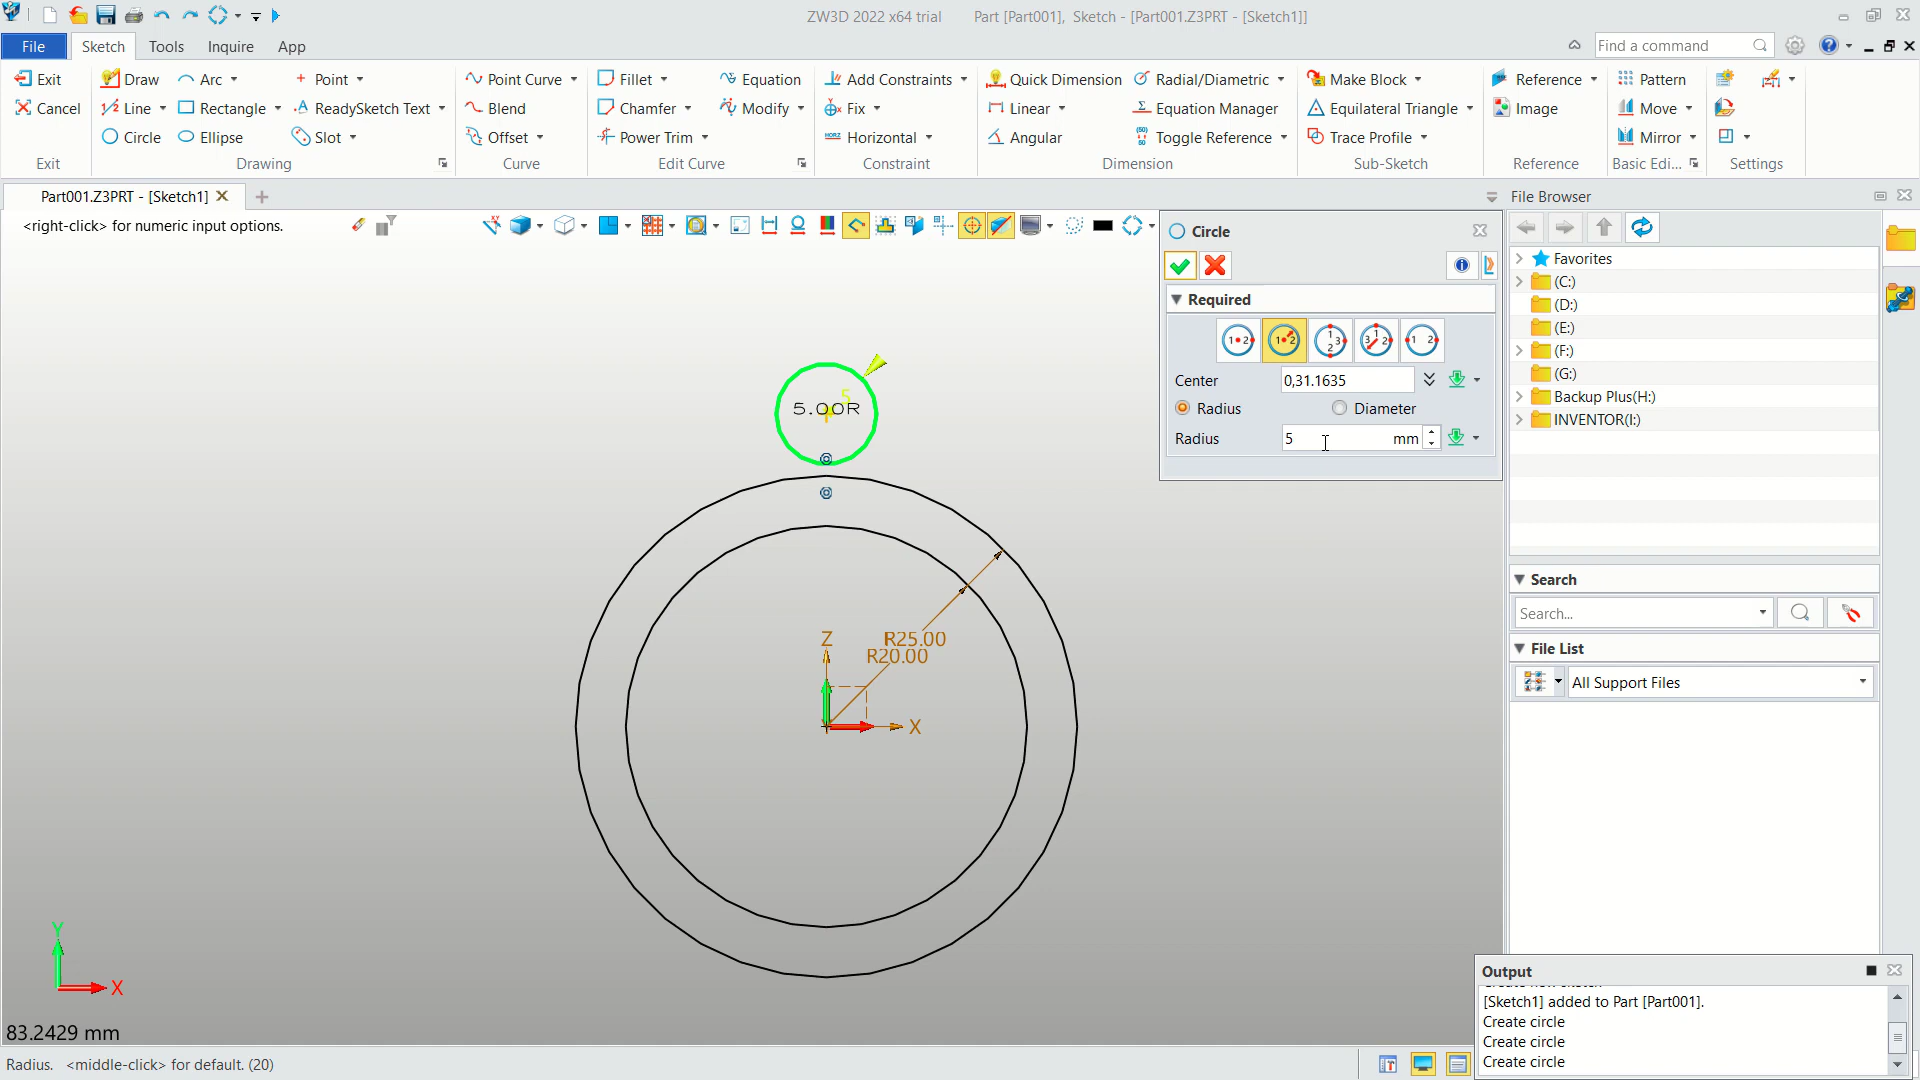 ZW3D 2022 x64 trial Part [Part001], Sketch - [Part001.Z3PRT - [Sketch1]]
File Sketch Tools Inquire App Find a command
Exit Draw Arc Point Point Curve Fillet Equation Add Constraints Quick Dimension Radial/Diametric Make Block Reference Pattern
Cancel Line Rectangle ReadySketch Text Blend Chamfer Modify Fix Linear Equation Manager Equilateral Triangle Image Move
Circle Ellipse Slot Offset Power Trim Horizontal Angular Toggle Reference Trace Profile Mirror
Exit Drawing Curve Edit Curve Constraint Dimension Sub-Sketch Reference Basic Edi... Settings
Part001.Z3PRT - [Sketch1]
<right-click> for numeric input options.
Circle
Required
Center 0,31.1635
Radius Diameter
Radius 5 mm
5
5.00R
R25.00
R20.00
Z
X
Y
X
83.2429 mm
File Browser
Favorites
(C:)
(D:)
(E:)
(F:)
(G:)
Backup Plus(H:)
INVENTOR(I:)
Search
Search...
File List
All Support Files
Output
Create new sketch
[Sketch1] added to Part [Part001].
Create circle
Create circle
Create circle
Radius. <middle-click> for default. (20)